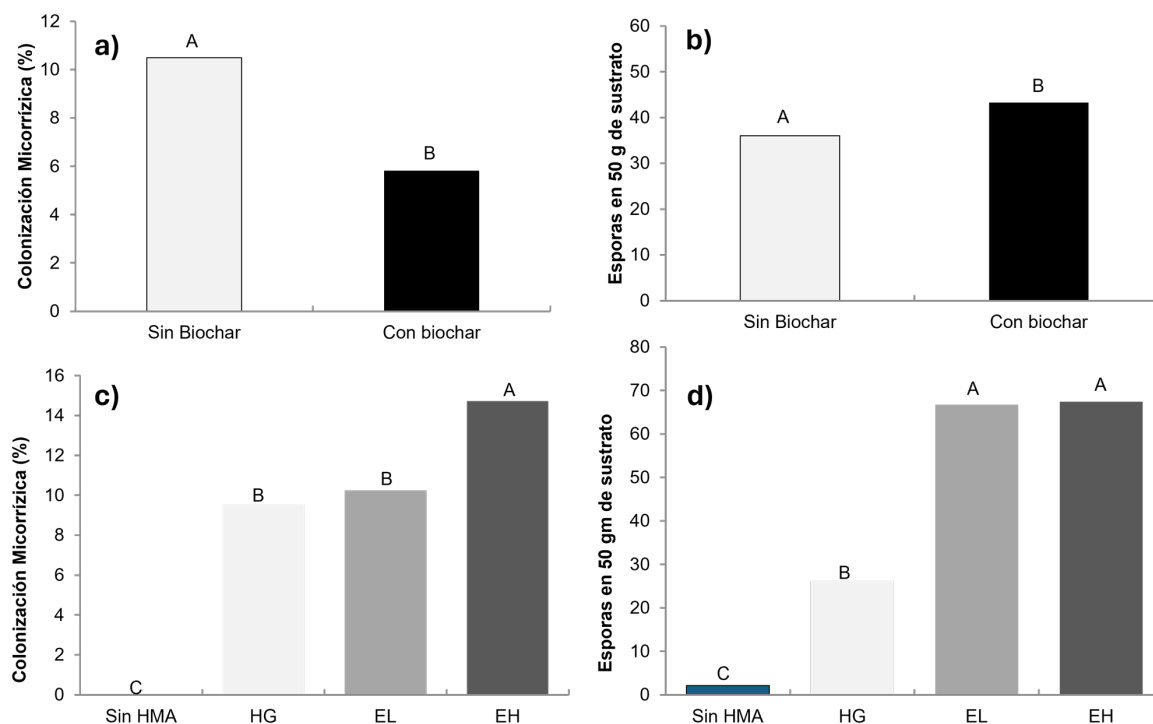 a)
Colonización Micorrízica (%)
12
10
8
6
4
2
0
A
B
Sin Biochar
Con biochar
b)
Esporas en 50 g de sustrato
60
50
40
30
20
10
0
A
B
Sin Biochar
Con biochar
c)
Colonización Micorrízica (%)
16
14
12
10
8
6
4
2
0
C
B
B
A
Sin HMA
HG
EL
EH
d)
Esporas en 50 gm de sustrato
80
70
60
50
40
30
20
10
0
C
B
A
A
Sin HMA
HG
EL
EH